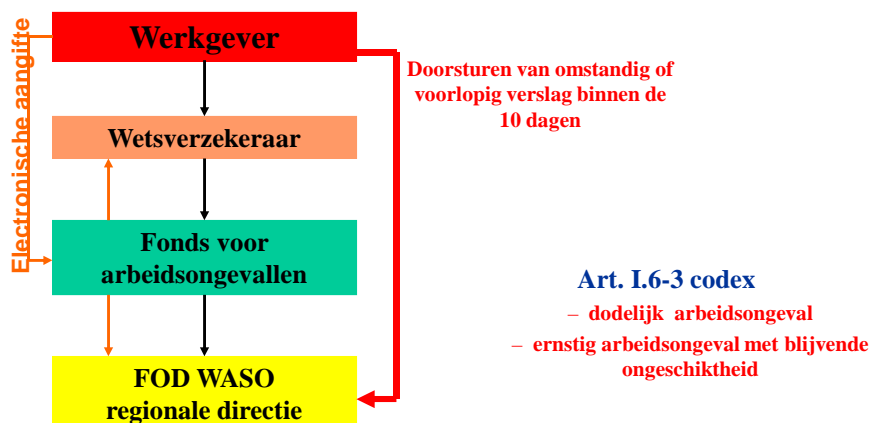 Electronische aangifte
Werkgever
Doorsturen van omstandig of
voorlopig verslag binnen de
10 dagen
Wetsverzekeraar
Fonds voor
arbeidsongevallen
Art. I.6-3 codex
– dodelijk arbeidsongeval
– ernstig arbeidsongeval met blijvende
ongeschiktheid
FOD WASO
regionale directie